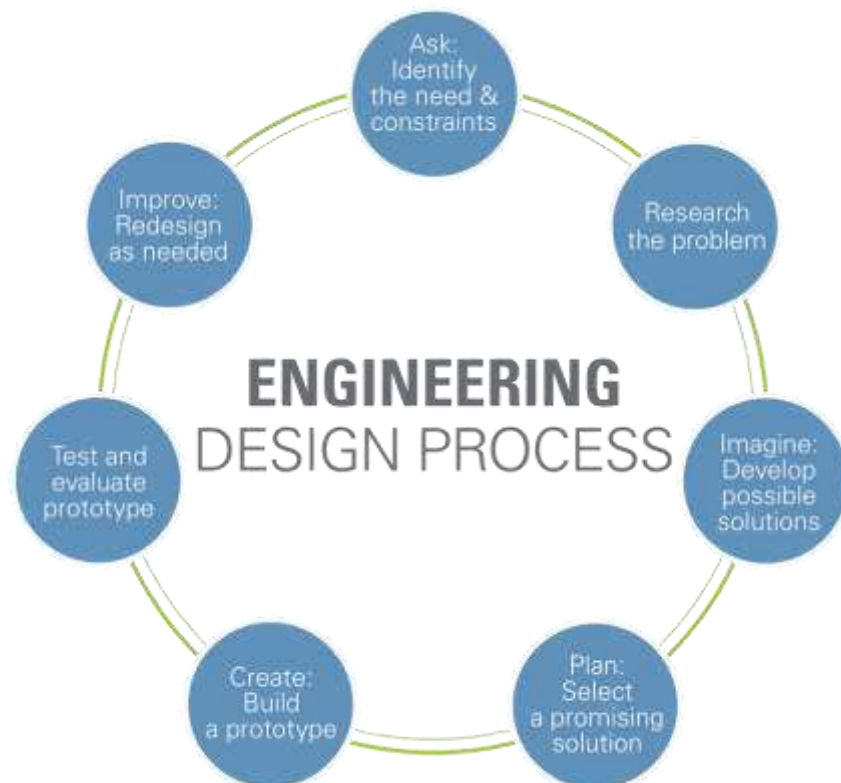 Ask:
Identify
the need &
constraints
Research
the problem
Imagine:
Develop
possible
solutions
Plan:
Select
a promising
solution
Create:
Build
a prototype
Test and
evaluate
prototype
Improve:
Redesign
as needed
ENGINEERING
DESIGN PROCESS